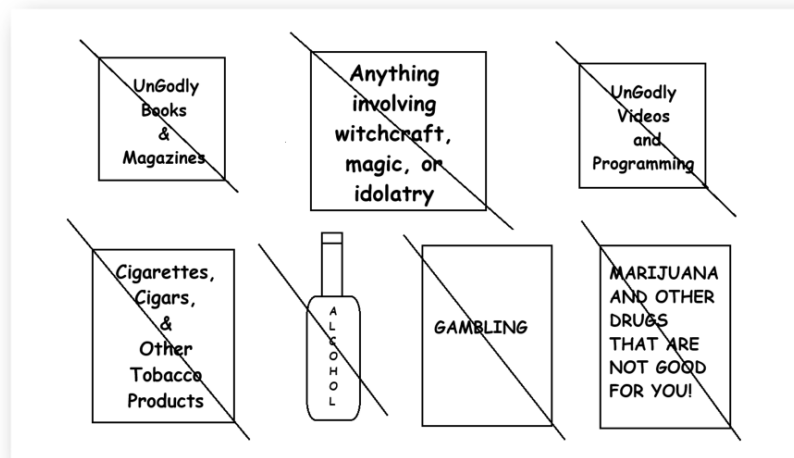 UnGodly
Books
&
Magazines
Anything
involving
witchcraft,
magic, or
idolatry
UnGodly
Videos
and
Programming
Cigarettes,
Cigars,
&
Other
Tobacco
Products
ALCOHOL
GAMBLING
MARIJUANA
AND OTHER
DRUGS
THAT ARE
NOT GOOD
FOR YOU!